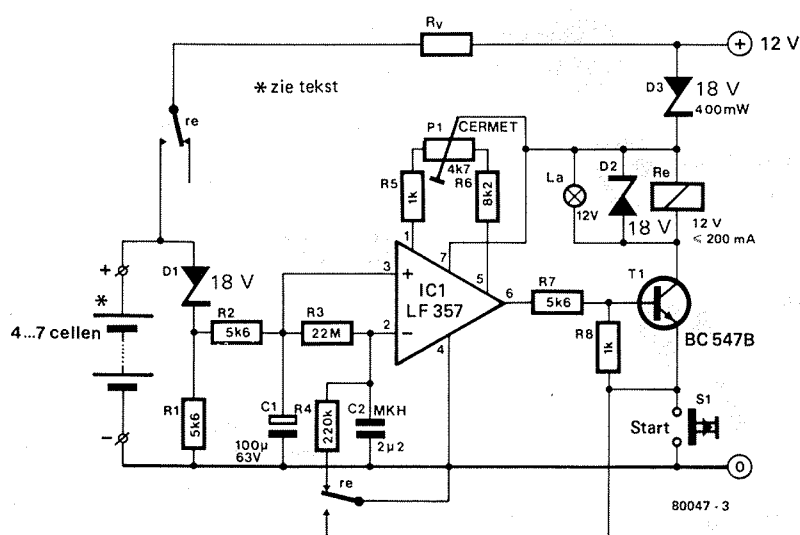 Rv
+ 12 V
* zie tekst
D3 18 V
400mW
re
P1 CERMET
4k7
R5 1k
R6 8k2
La
12V
D2
18 V
Re
12 V
≤ 200 mA
1
7
3
+
5
IC1
LF 357
6
2
−
4
+
*
D1 18 V
4...7 cellen
−
R2
5k6
R3
22M
R7
5k6
T1
BC 547B
R8 1k
R1 5k6
C1
100µ
63V
R4 220k
C2 MKH
2µ2
Start
S1
0
re
80047 - 3